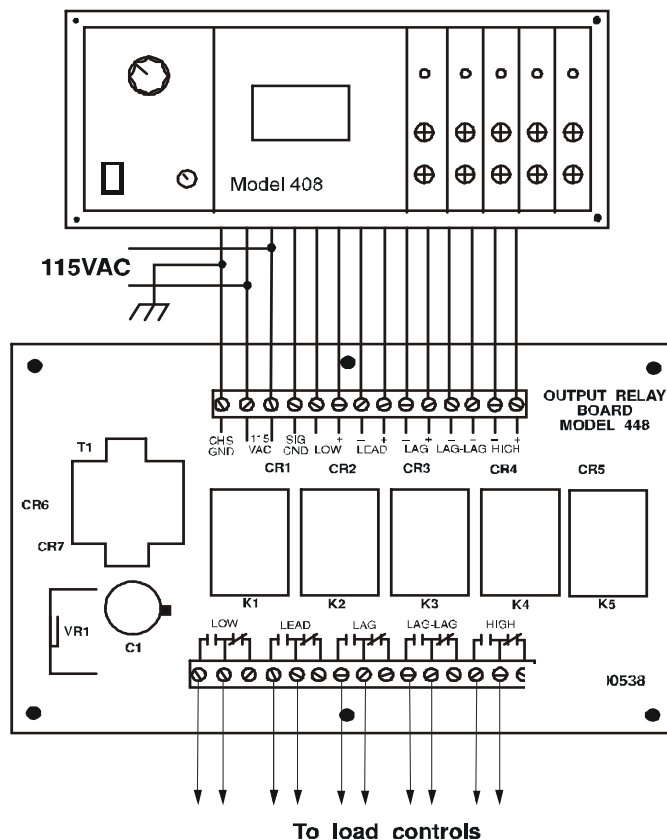 Model 408
115VAC
OUTPUT RELAY
BOARD
MODEL 448
CHS
GND
115
VAC
SIG
GND
LOW
+
−
LEAD
+
−
LAG
+
−
LAG-LAG
−
−
HIGH
+
T1
CR1
CR2
CR3
CR4
CR5
CR6
CR7
K1
K2
K3
K4
K5
VR1
C1
LOW
LEAD
LAG
LAG-LAG
HIGH
I0538
To load controls